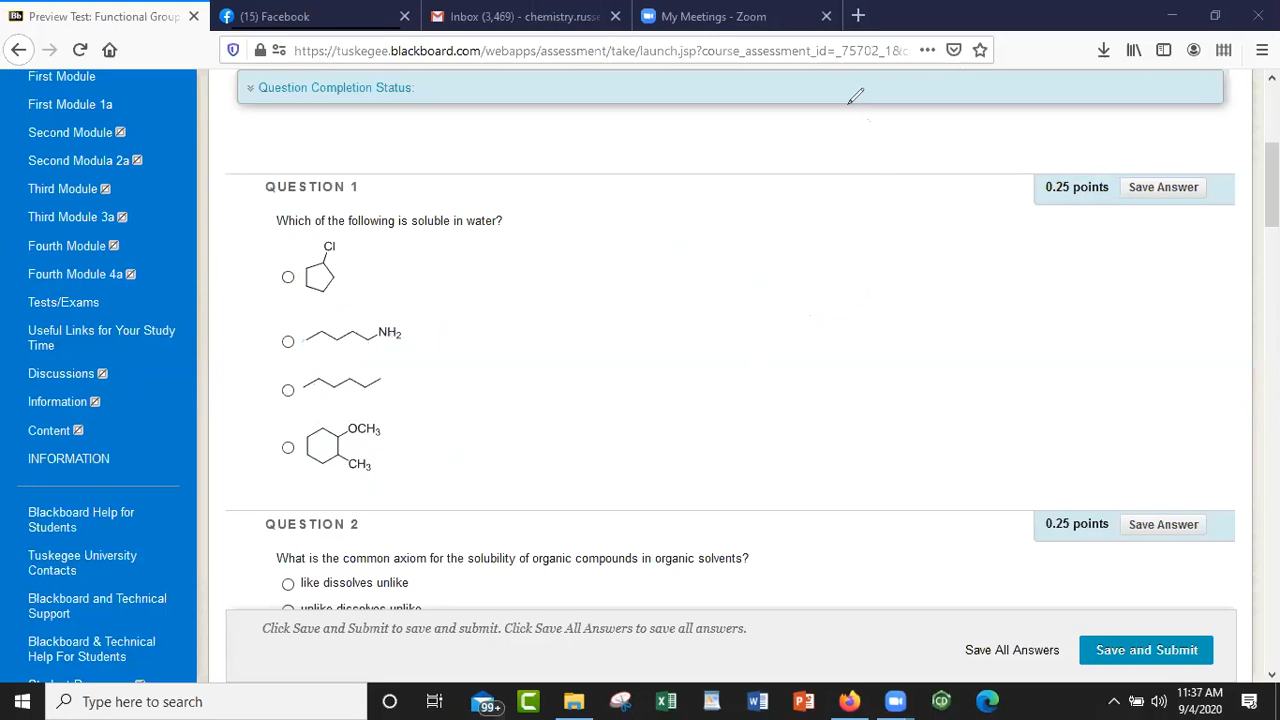 Preview Test: Functional Group
(15) Facebook
Inbox (3,469) - chemistry.russe
My Meetings - Zoom
https://tuskegee.blackboard.com/webapps/assessment/take/launch.jsp?course_assessment_id=_75702_1&c
First Module
First Module 1a
Second Module
Second Modula 2a
Third Module
Third Module 3a
Fourth Module
Fourth Module 4a
Tests/Exams
Useful Links for Your Study
Time
Discussions
Information
Content
INFORMATION
Blackboard Help for
Students
Tuskegee University
Contacts
Blackboard and Technical
Support
Blackboard & Technical
Help For Students
Question Completion Status:
QUESTION 1
0.25 points
Save Answer
Which of the following is soluble in water?
Cl
NH2
OCH3
CH3
QUESTION 2
0.25 points
Save Answer
What is the common axiom for the solubility of organic compounds in organic solvents?
like dissolves unlike
unlike dissolves unlike
Click Save and Submit to save and submit. Click Save All Answers to save all answers.
Save All Answers
Save and Submit
Type here to search
99+
11:37 AM
9/4/2020